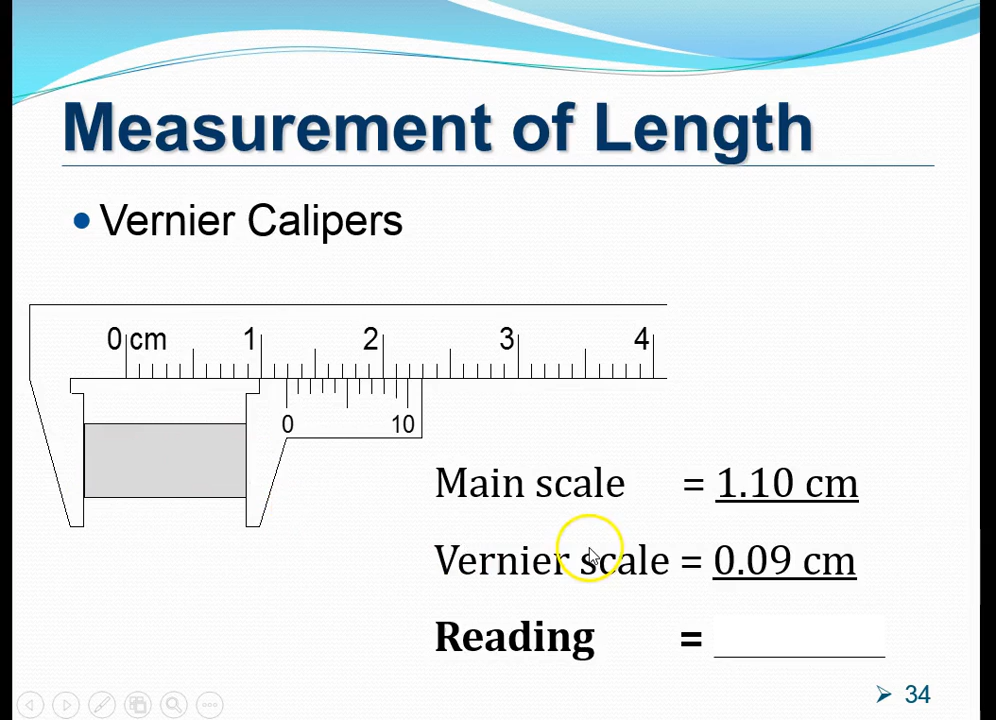 Measurement of Length
• Vernier Calipers
0 cm 1 2 3 4
0 10
Main scale = 1.10 cm
Vernier scale = 0.09 cm
Reading =
34